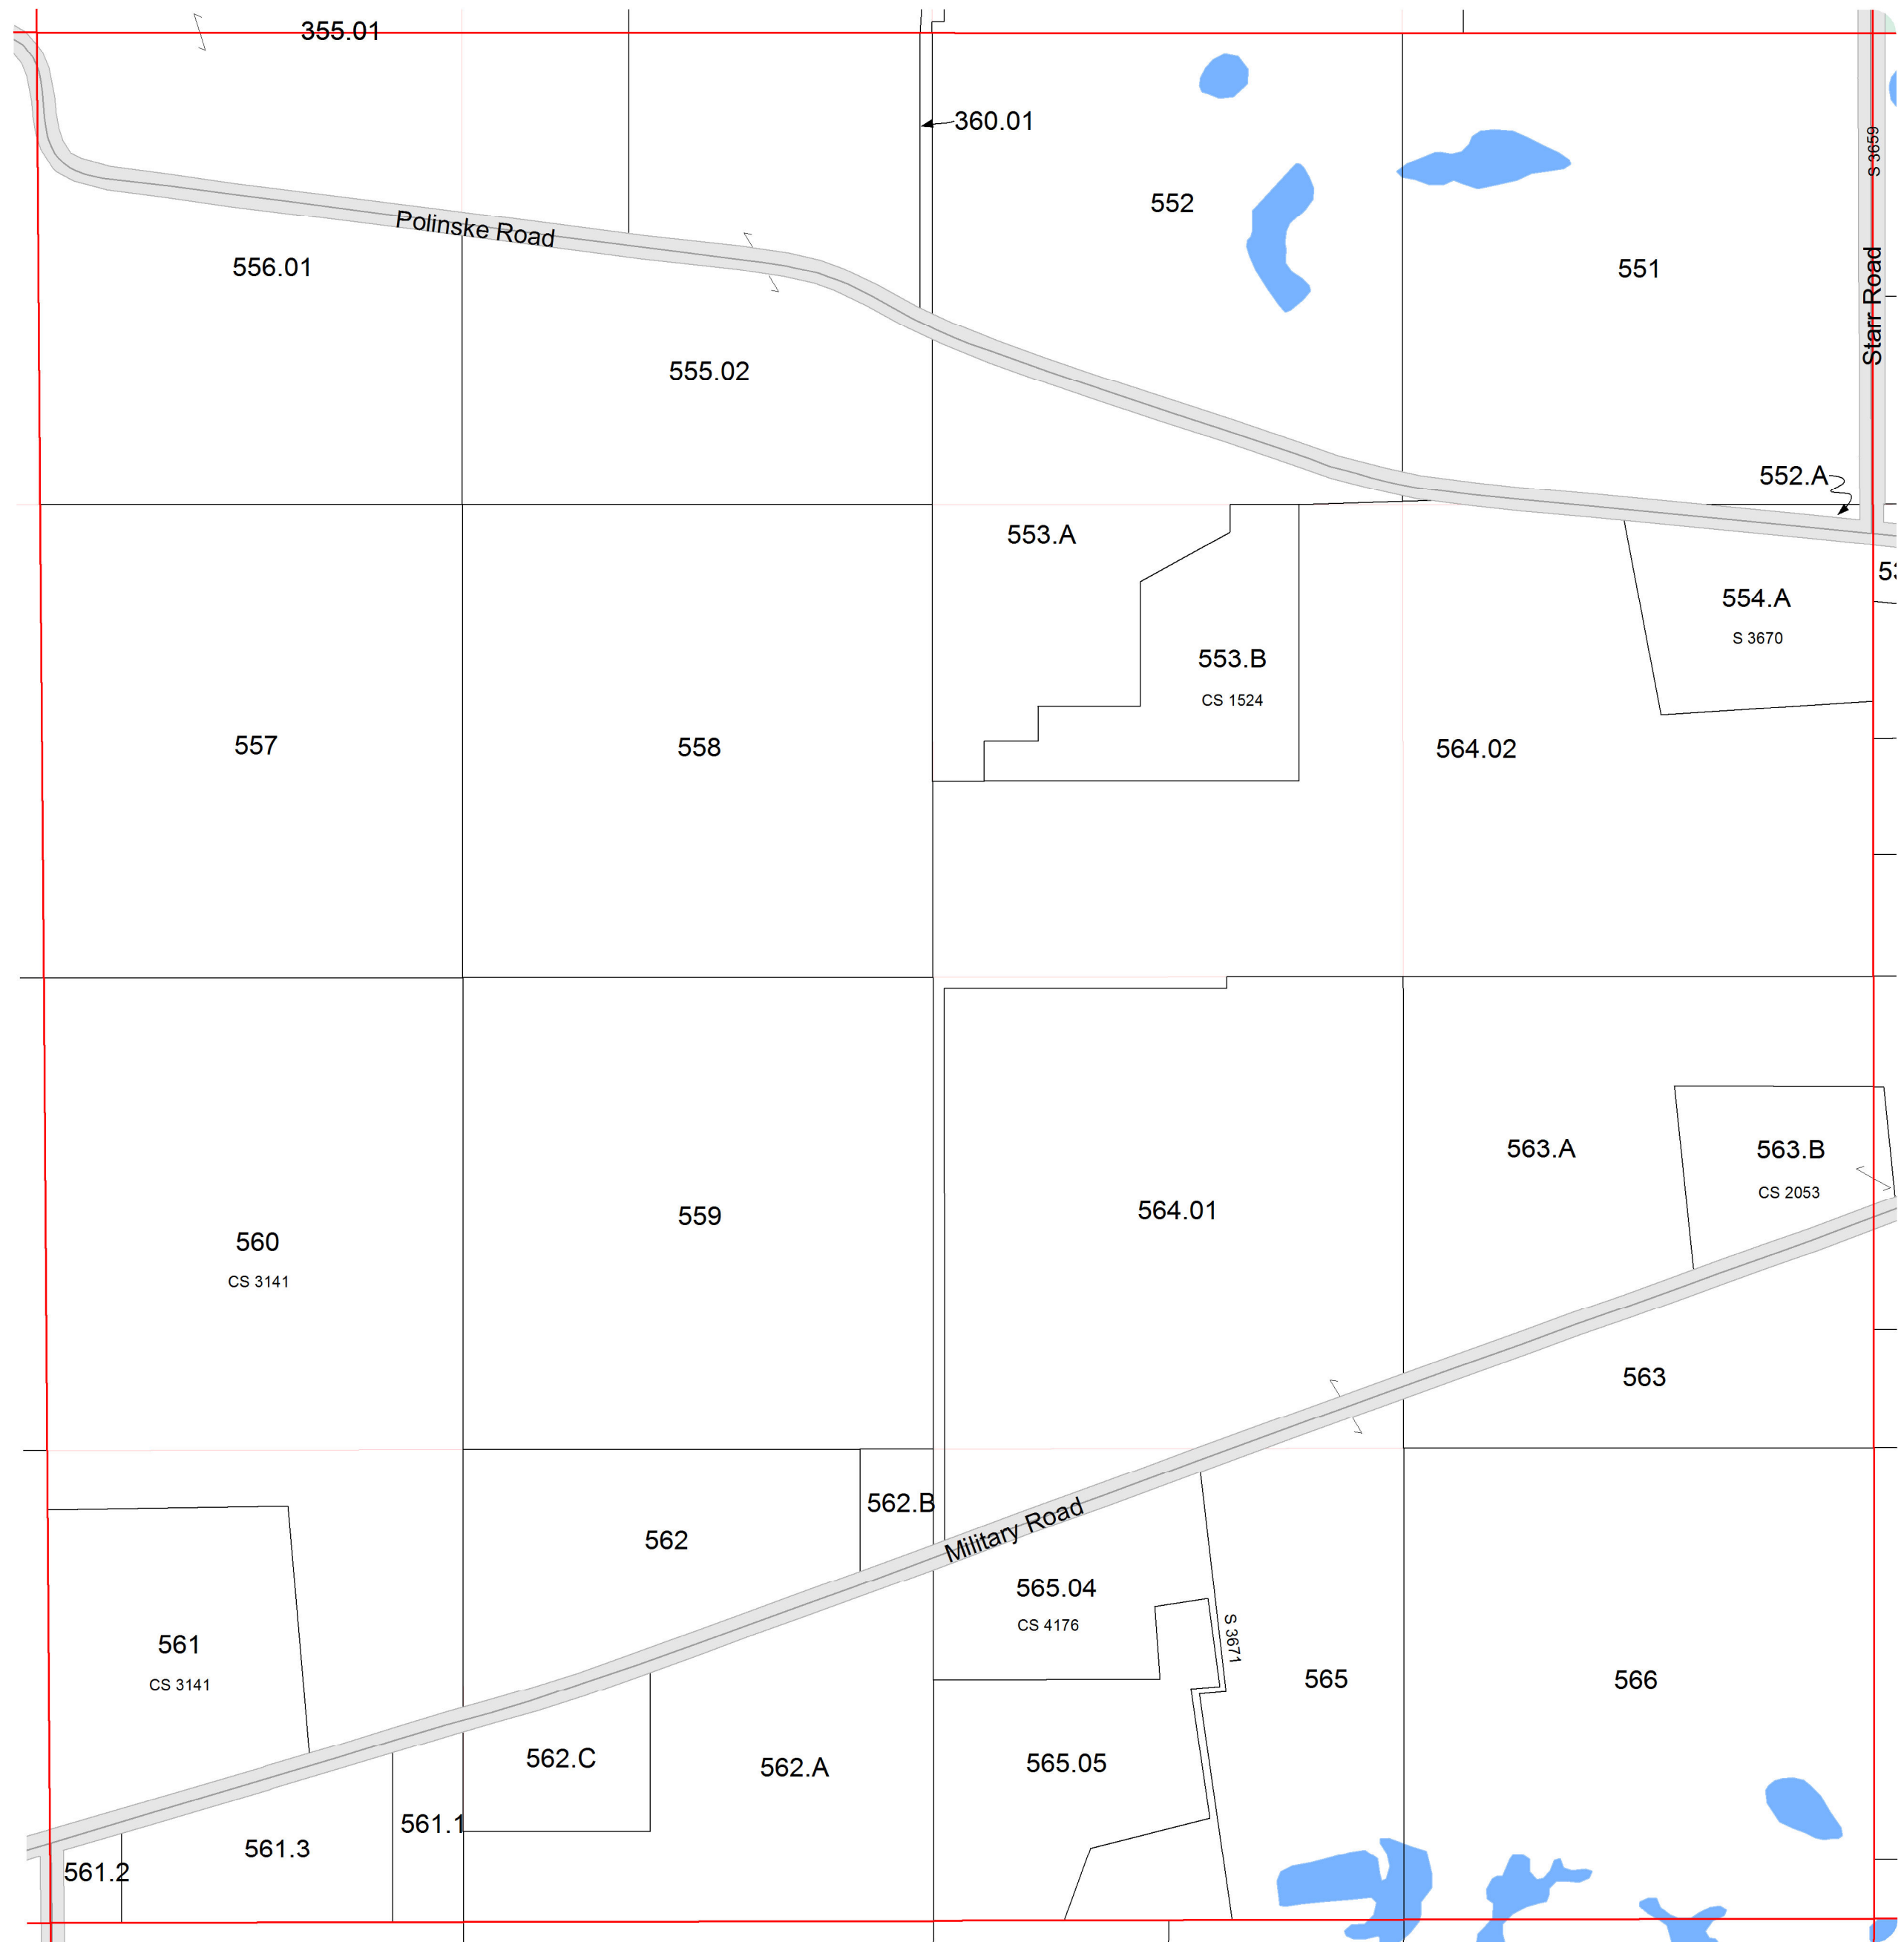 355.01
360.01
S 3659
552
Polinske Road
556.01
551
Starr Road
555.02
552.A
553.A
554.A
S 3670
553.B
CS 1524
557
558
564.02
563.A
563.B
CS 2053
564.01
559
560
CS 3141
563
562.B
Military Road
562
565.04
CS 4176
S 3671
561
CS 3141
565
566
562.C
562.A
565.05
561.1
561.3
561.2